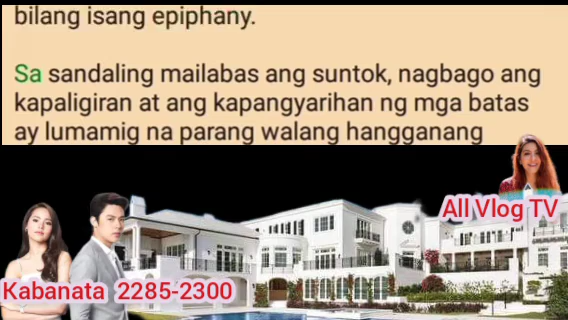 bilang isang epiphany.
Sa sandaling mailabas ang suntok, nagbago ang
kapaligiran at ang kapangyarihan ng mga batas
ay lumamig na parang walang hangganang
All Vlog TV
Kabanata 2285-2300